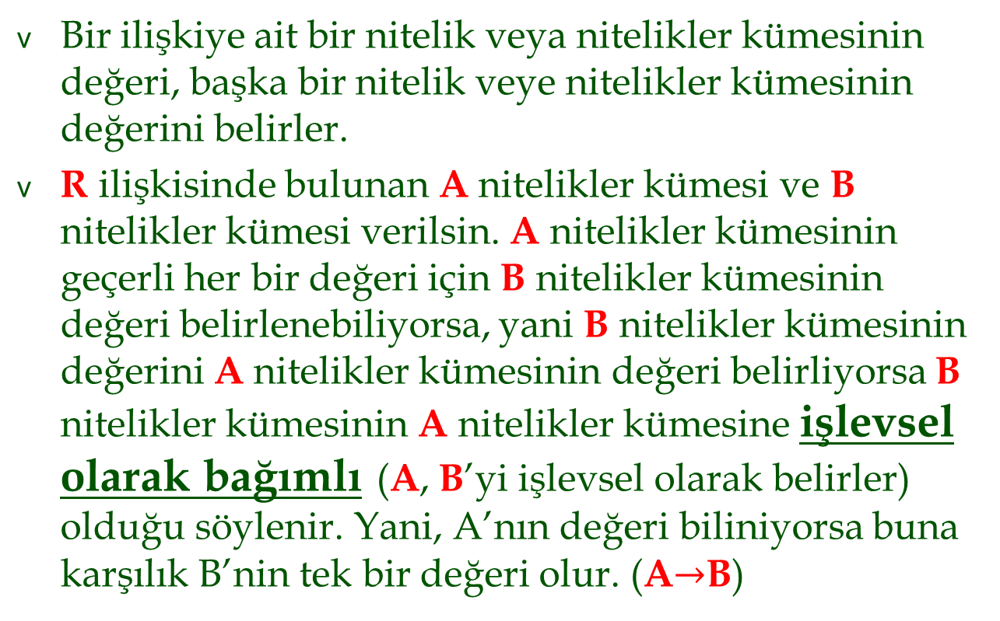 v Bir ilişkiye ait bir nitelik veya nitelikler kümesinin
değeri, başka bir nitelik veye nitelikler kümesinin
değerini belirler.
v R ilişkisinde bulunan A nitelikler kümesi ve B
nitelikler kümesi verilsin. A nitelikler kümesinin
geçerli her bir değeri için B nitelikler kümesinin
değeri belirlenebiliyorsa, yani B nitelikler kümesinin
değerini A nitelikler kümesinin değeri belirliyorsa B
nitelikler kümesinin A nitelikler kümesine işlevsel
olarak bağımlı (A, B’yi işlevsel olarak belirler)
olduğu söylenir. Yani, A’nın değeri biliniyorsa buna
karşılık B’nin tek bir değeri olur. (A→B)